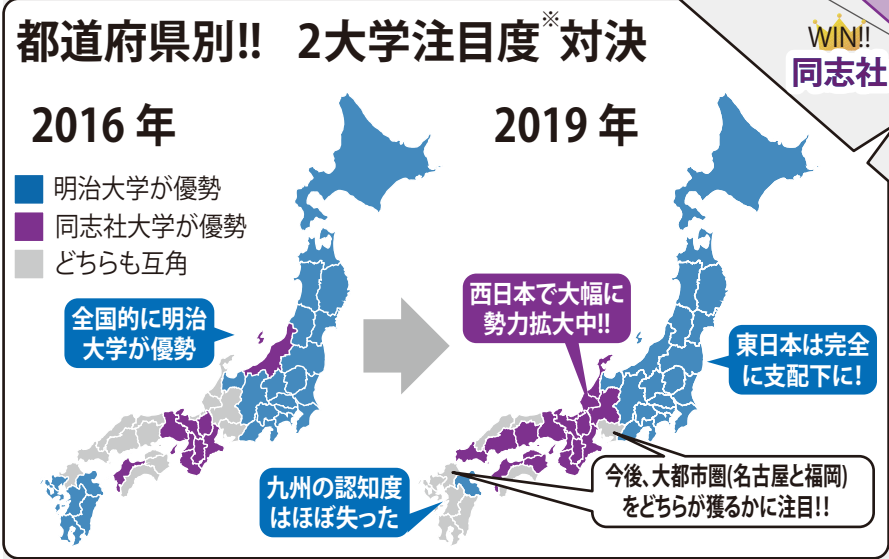 都道府県別!! 2大学注目度※対決
WIN!!
同志社
2016 年
2019 年
明治大学が優勢
同志社大学が優勢
どちらも互角
全国的に明治
大学が優勢
西日本で大幅に
勢力拡大中!!
東日本は完全
に支配下に!
九州の認知度
はほぼ失った
今後、大都市圏(名古屋と福岡)
をどちらが獲るかに注目!!